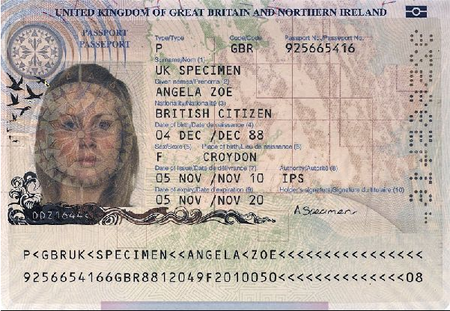 UNITED KINGDOM OF GREAT BRITAIN AND NORTHERN IRELAND
PASSPORT
PASSEPORT
Type/Type Code/Code Passport No./Passeport No.
P GBR 925665416
Surname/Nom (1)
UK SPECIMEN
Given names/Prénoms (2)
ANGELA ZOE
Nationality/Nationalité (3)
BRITISH CITIZEN
Date of birth/Date de naissance (4)
04 DEC /DEC 88
Sex/Sexe (5) Place of birth/Lieu de naissance (6)
F CROYDON
Date of issue/Date de délivrance (7) Authority/Autorité (8)
05 NOV /NOV 10 IPS
Date of expiry/Date d'expiration (9) Holder's signature/Signature du titulaire (10)
05 NOV /NOV 20 A Specimen
P<GBRUK<SPECIMEN<<ANGELA<ZOE<<<<<<<<<<<<<<<<
9256654166GBR8812049F2010050<<<<<<<<<<<<<<08